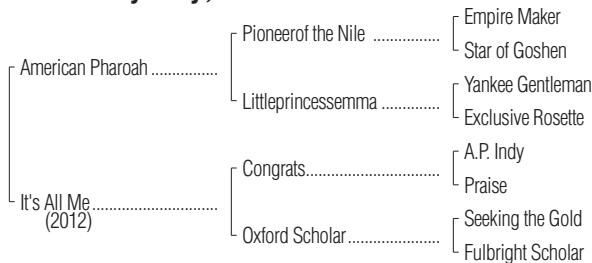 Empire Maker
Pioneerof the Nile ................
Star of Goshen
American Pharoah ................
Yankee Gentleman
Littleprincessemma ..............
Exclusive Rosette
A.P. Indy
Congrats................................
Praise
It's All Me..............................
(2012)
Seeking the Gold
Oxford Scholar......................
Fulbright Scholar